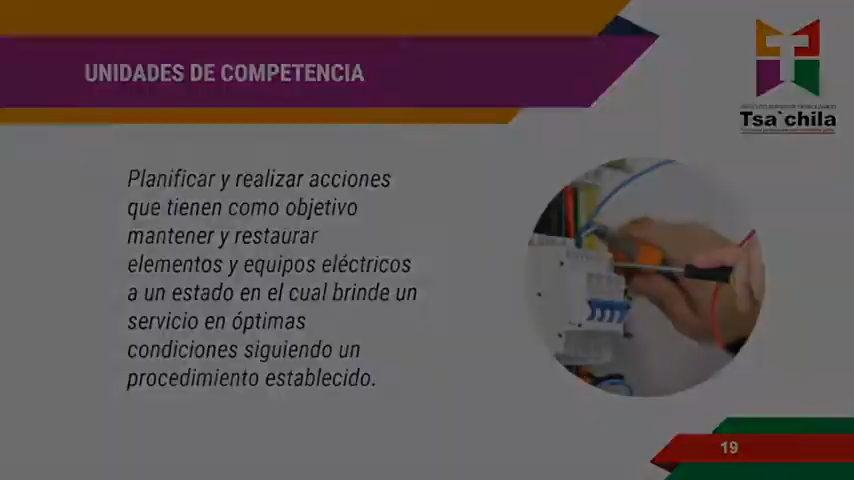 UNIDADES DE COMPETENCIA
Tsa`chila
Planificar y realizar acciones
que tienen como objetivo
mantener y restaurar
elementos y equipos eléctricos
a un estado en el cual brinde un
servicio en óptimas
condiciones siguiendo un
procedimiento establecido.
19